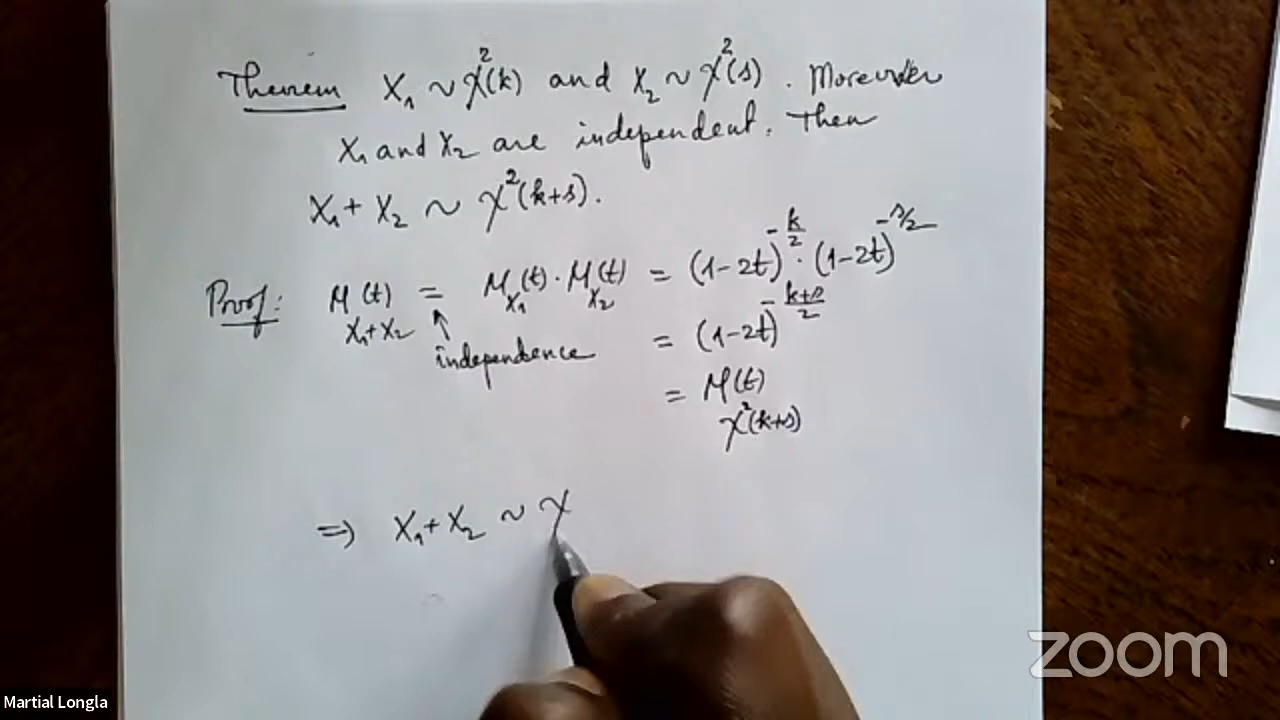 Theorem X₁ ~ χ²(k) and X₂ ~ χ²(s). Moreover
X₁ and X₂ are independent. Then
X₁ + X₂ ~ χ²(k+s).
Proof: M_{X₁+X₂}(t) = M_{X₁}(t) · M_{X₂}(t) = (1-2t)^{-k/2} · (1-2t)^{-s/2}
independence = (1-2t)^{-(k+s)/2}
= M_{χ²(k+s)}(t)
⇒ X₁ + X₂ ~ χ
zoom
Martial Longla